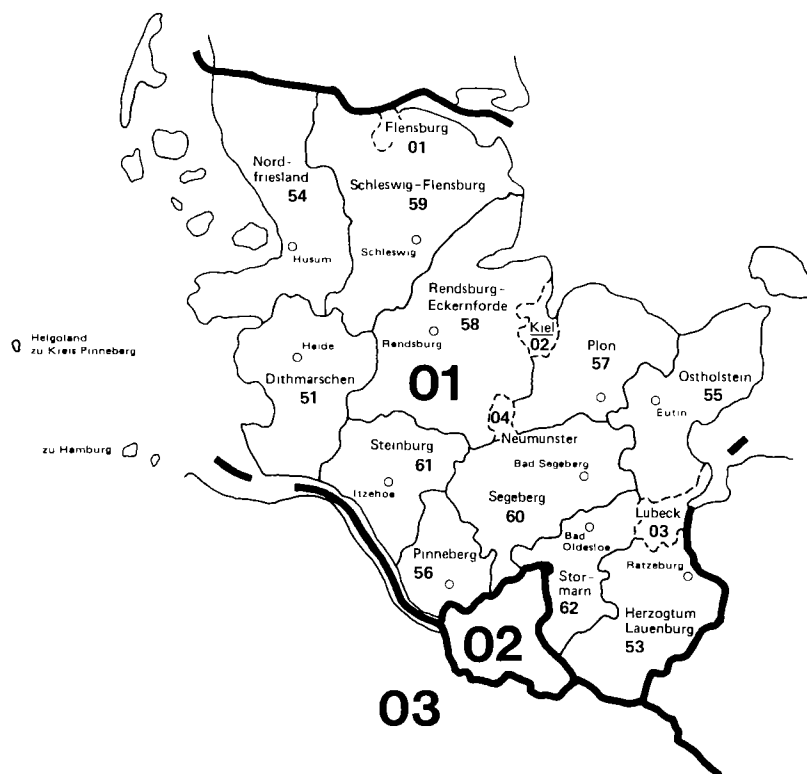 Flensburg
01
Nord-
friesland
54
Schleswig-Flensburg
59
Husum
Schleswig
Rendsburg-
Eckernforde
58
Rendsburg
Kiel
02
Plon
57
Ostholstein
55
Eutin
Helgoland
zu Kreis Pinneberg
Heide
Dithmarschen
51
01
04
Neumunster
zu Hamburg
Steinburg
61
Itzehoe
Bad Segeberg
Segeberg
60
Lubeck
03
Pinneberg
56
Bad
Oldesloe
Ratzeburg
Stor-
marn
62
Herzogtum
Lauenburg
53
02
03